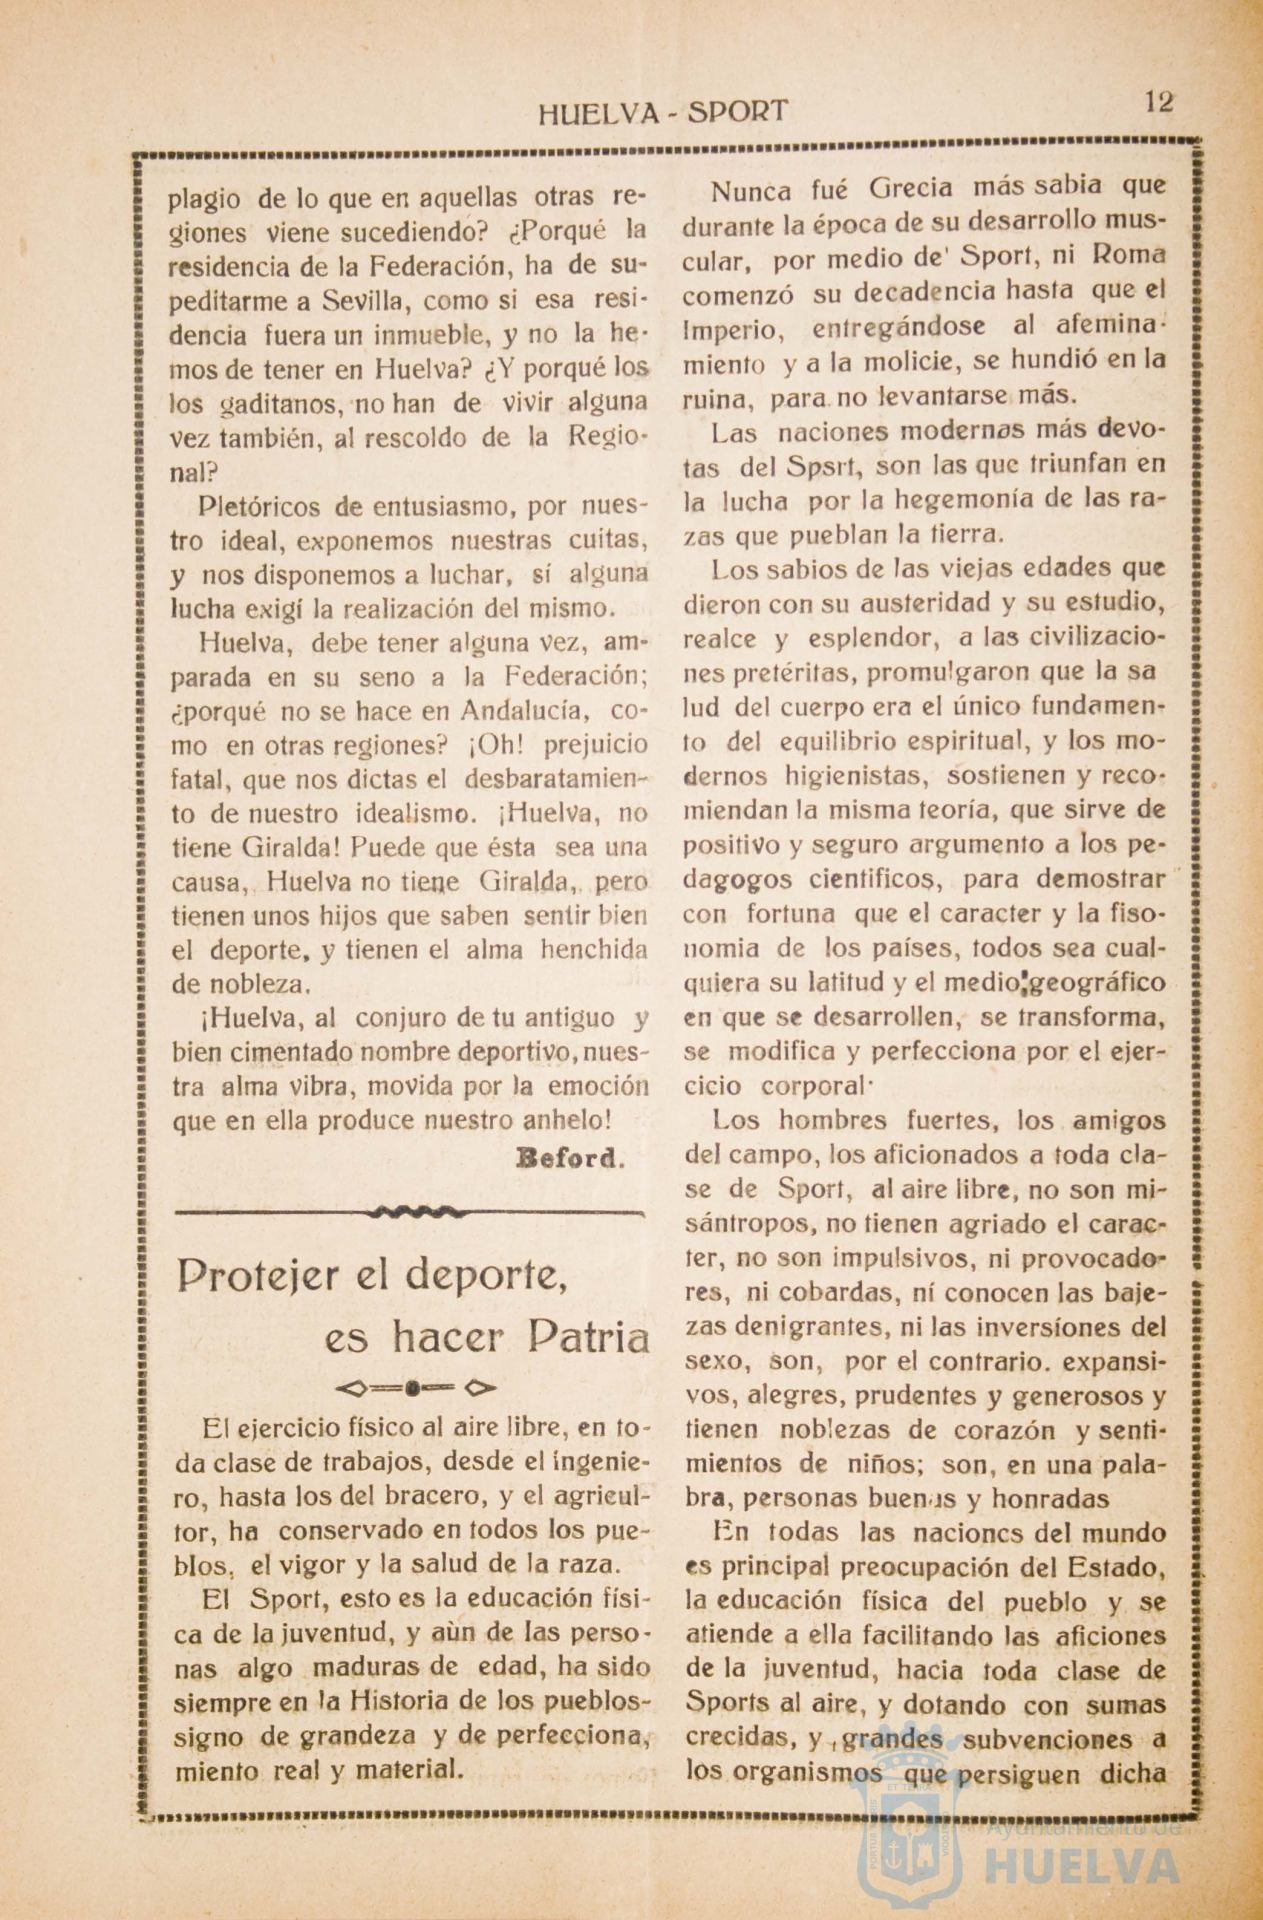 HUELVA - SPORT
12
plagio de lo que en aquellas otras re-
giones viene sucediendo? ¿Porqué la
residencia de la Federación, ha de su-
peditarme a Sevilla, como si esa resi-
dencia fuera un inmueble, y no la he-
mos de tener en Huelva? ¿Y porqué los
los gaditanos, no han de vivir alguna
vez también, al rescoldo de la Regio-
nal?
Pletóricos de entusiasmo, por nues-
tro ideal, exponemos nuestras cuitas,
y nos disponemos a luchar, sí alguna
lucha exigí la realización del mismo.
Huelva, debe tener alguna vez, am-
parada en su seno a la Federación;
¿porqué no se hace en Andalucía, co-
mo en otras regiones? ¡Oh! prejuicio
fatal, que nos dictas el desbaratamien-
to de nuestro idealismo. ¡Huelva, no
tiene Giralda! Puede que ésta sea una
causa, Huelva no tiene Giralda, pero
tienen unos hijos que saben sentir bien
el deporte, y tienen el alma henchida
de nobleza.
¡Huelva, al conjuro de tu antiguo y
bien cimentado nombre deportivo, nues-
tra alma vibra, movida por la emoción
que en ella produce nuestro anhelo!
Beford.
Protejer el deporte,
es hacer Patria
El ejercicio físico al aire libre, en to-
da clase de trabajos, desde el ingenie-
ro, hasta los del bracero, y el agricul-
tor, ha conservado en todos los pue-
blos, el vigor y la salud de la raza.
El Sport, esto es la educación físi-
ca de la juventud, y aùn de las perso-
nas algo maduras de edad, ha sido
siempre en la Historia de los pueblos-
signo de grandeza y de perfecciona,
miento real y material.
Nunca fué Grecia más sabia que
durante la época de su desarrollo mus-
cular, por medio de' Sport, ni Roma
comenzó su decadencia hasta que el
Imperio, entregándose al afemina-
miento y a la molicie, se hundió en la
ruina, para no levantarse más.
Las naciones modernas más devo-
tas del Spsrt, son las que triunfan en
la lucha por la hegemonía de las ra-
zas que pueblan la tierra.
Los sabios de las viejas edades que
dieron con su austeridad y su estudio,
realce y esplendor, a las civilizacio-
nes pretéritas, promulgaron que la sa
lud del cuerpo era el único fundamen-
to del equilibrio espiritual, y los mo-
dernos higienistas, sostienen y reco-
miendan la misma teoría, que sirve de
positivo y seguro argumento a los pe-
dagogos cientificos, para demostrar
con fortuna que el caracter y la fiso-
nomia de los países, todos sea cual-
quiera su latitud y el medio geográfico
en que se desarrollen, se transforma,
se modifica y perfecciona por el ejer-
cicio corporal·
Los hombres fuertes, los amigos
del campo, los aficionados a toda cla-
se de Sport, al aire libre, no son mi-
sántropos, no tienen agriado el carac-
ter, no son impulsivos, ni provocado-
res, ni cobardas, ní conocen las baje-
zas denigrantes, ni las inversíones del
sexo, son, por el contrario. expansi-
vos, alegres, prudentes y generosos y
tienen noblezas de corazón y senti-
mientos de niños; son, en una pala-
bra, personas buenas y honradas
En todas las nacioncs del mundo
es principal preocupación del Estado,
la educación física del pueblo y se
atiende a ella facilitando las aficiones
de la juventud, hacia toda clase de
Sports al aire, y dotando con sumas
crecidas, y grandes subvenciones a
los organismos que persiguen dicha
Ayuntamiento de
HUELVA